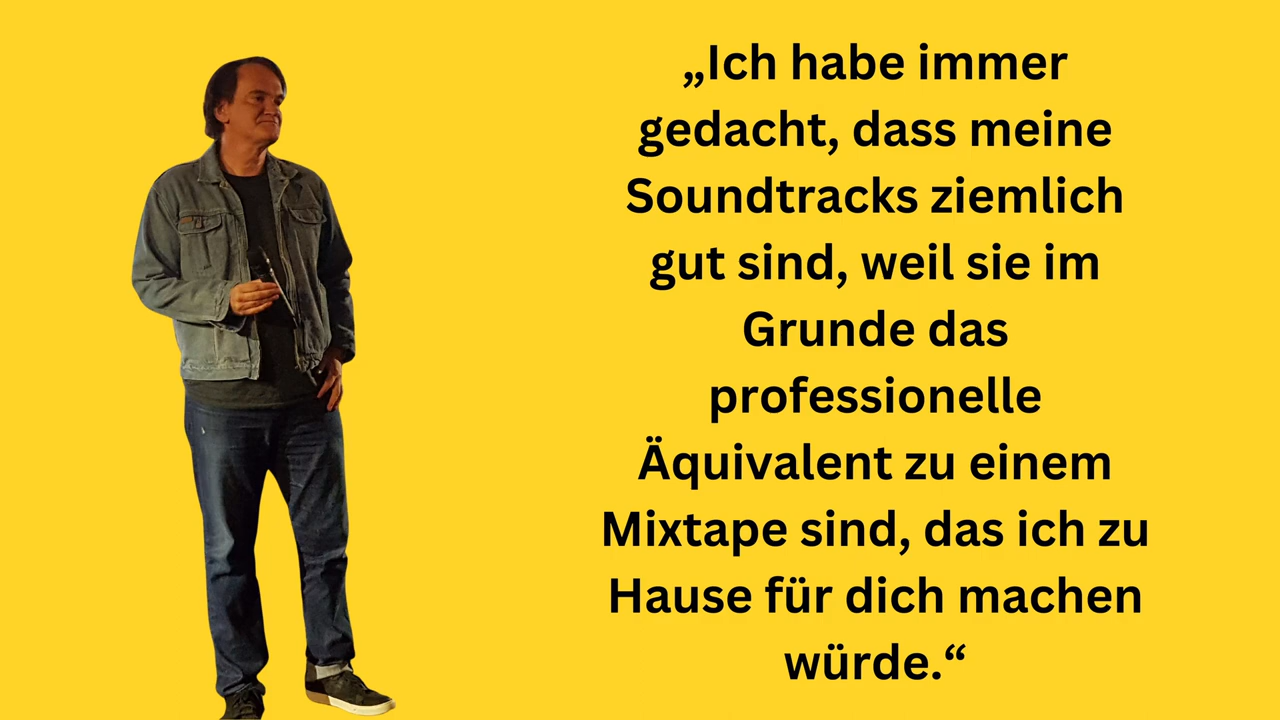 „Ich habe immer
gedacht, dass meine
Soundtracks ziemlich
gut sind, weil sie im
Grunde das
professionelle
Äquivalent zu einem
Mixtape sind, das ich zu
Hause für dich machen
würde.“